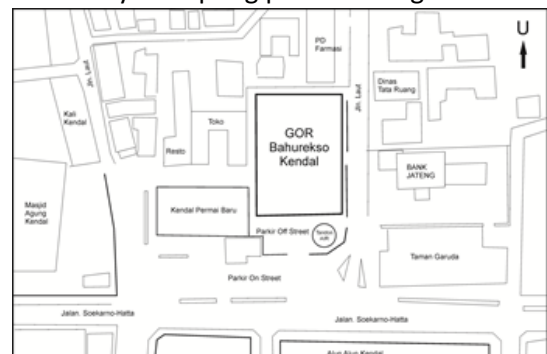 U
PD
Farmasi
Jln. Laut
Dinas
Tata Ruang
Kali
Kendal
Jln. Laut
Toko
GOR
Bahurekso
Kendal
Resto
BANK
JATENG
Masjid
Agung
Kendal
Kendal Permai Baru
Parkir Off Street
Taman Garuda
Parkir On Street
Jalan. Soekarno-Hatta
Jalan. Soekarno-Hatta
Alun Alun Kendal